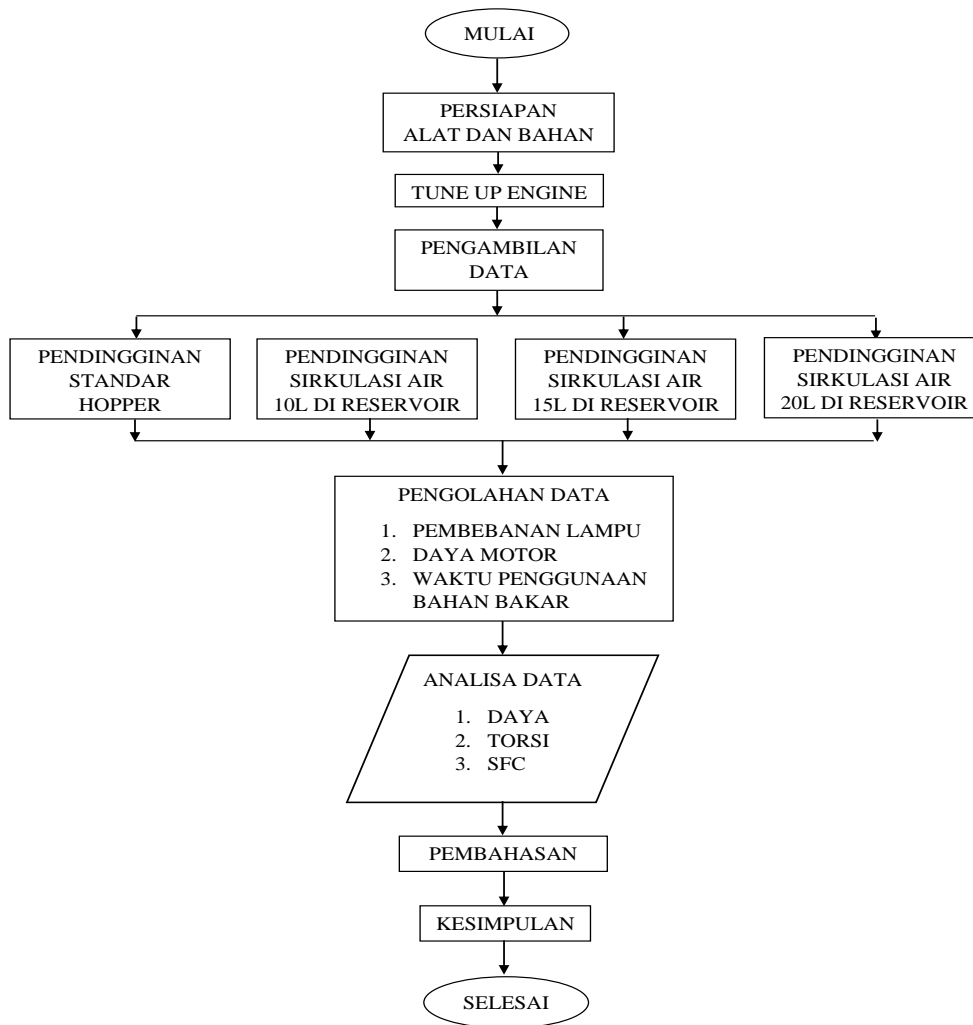 MULAI
PERSIAPAN
ALAT DAN BAHAN
TUNE UP ENGINE
PENGAMBILAN
DATA
PENDINGGINAN
STANDAR
HOPPER
PENDINGGINAN
SIRKULASI AIR
10L DI RESERVOIR
PENDINGGINAN
SIRKULASI AIR
15L DI RESERVOIR
PENDINGGINAN
SIRKULASI AIR
20L DI RESERVOIR
PENGOLAHAN DATA
1. PEMBEBANAN LAMPU
2. DAYA MOTOR
3. WAKTU PENGGUNAAN
BAHAN BAKAR
ANALISA DATA
1. DAYA
2. TORSI
3. SFC
PEMBAHASAN
KESIMPULAN
SELESAI